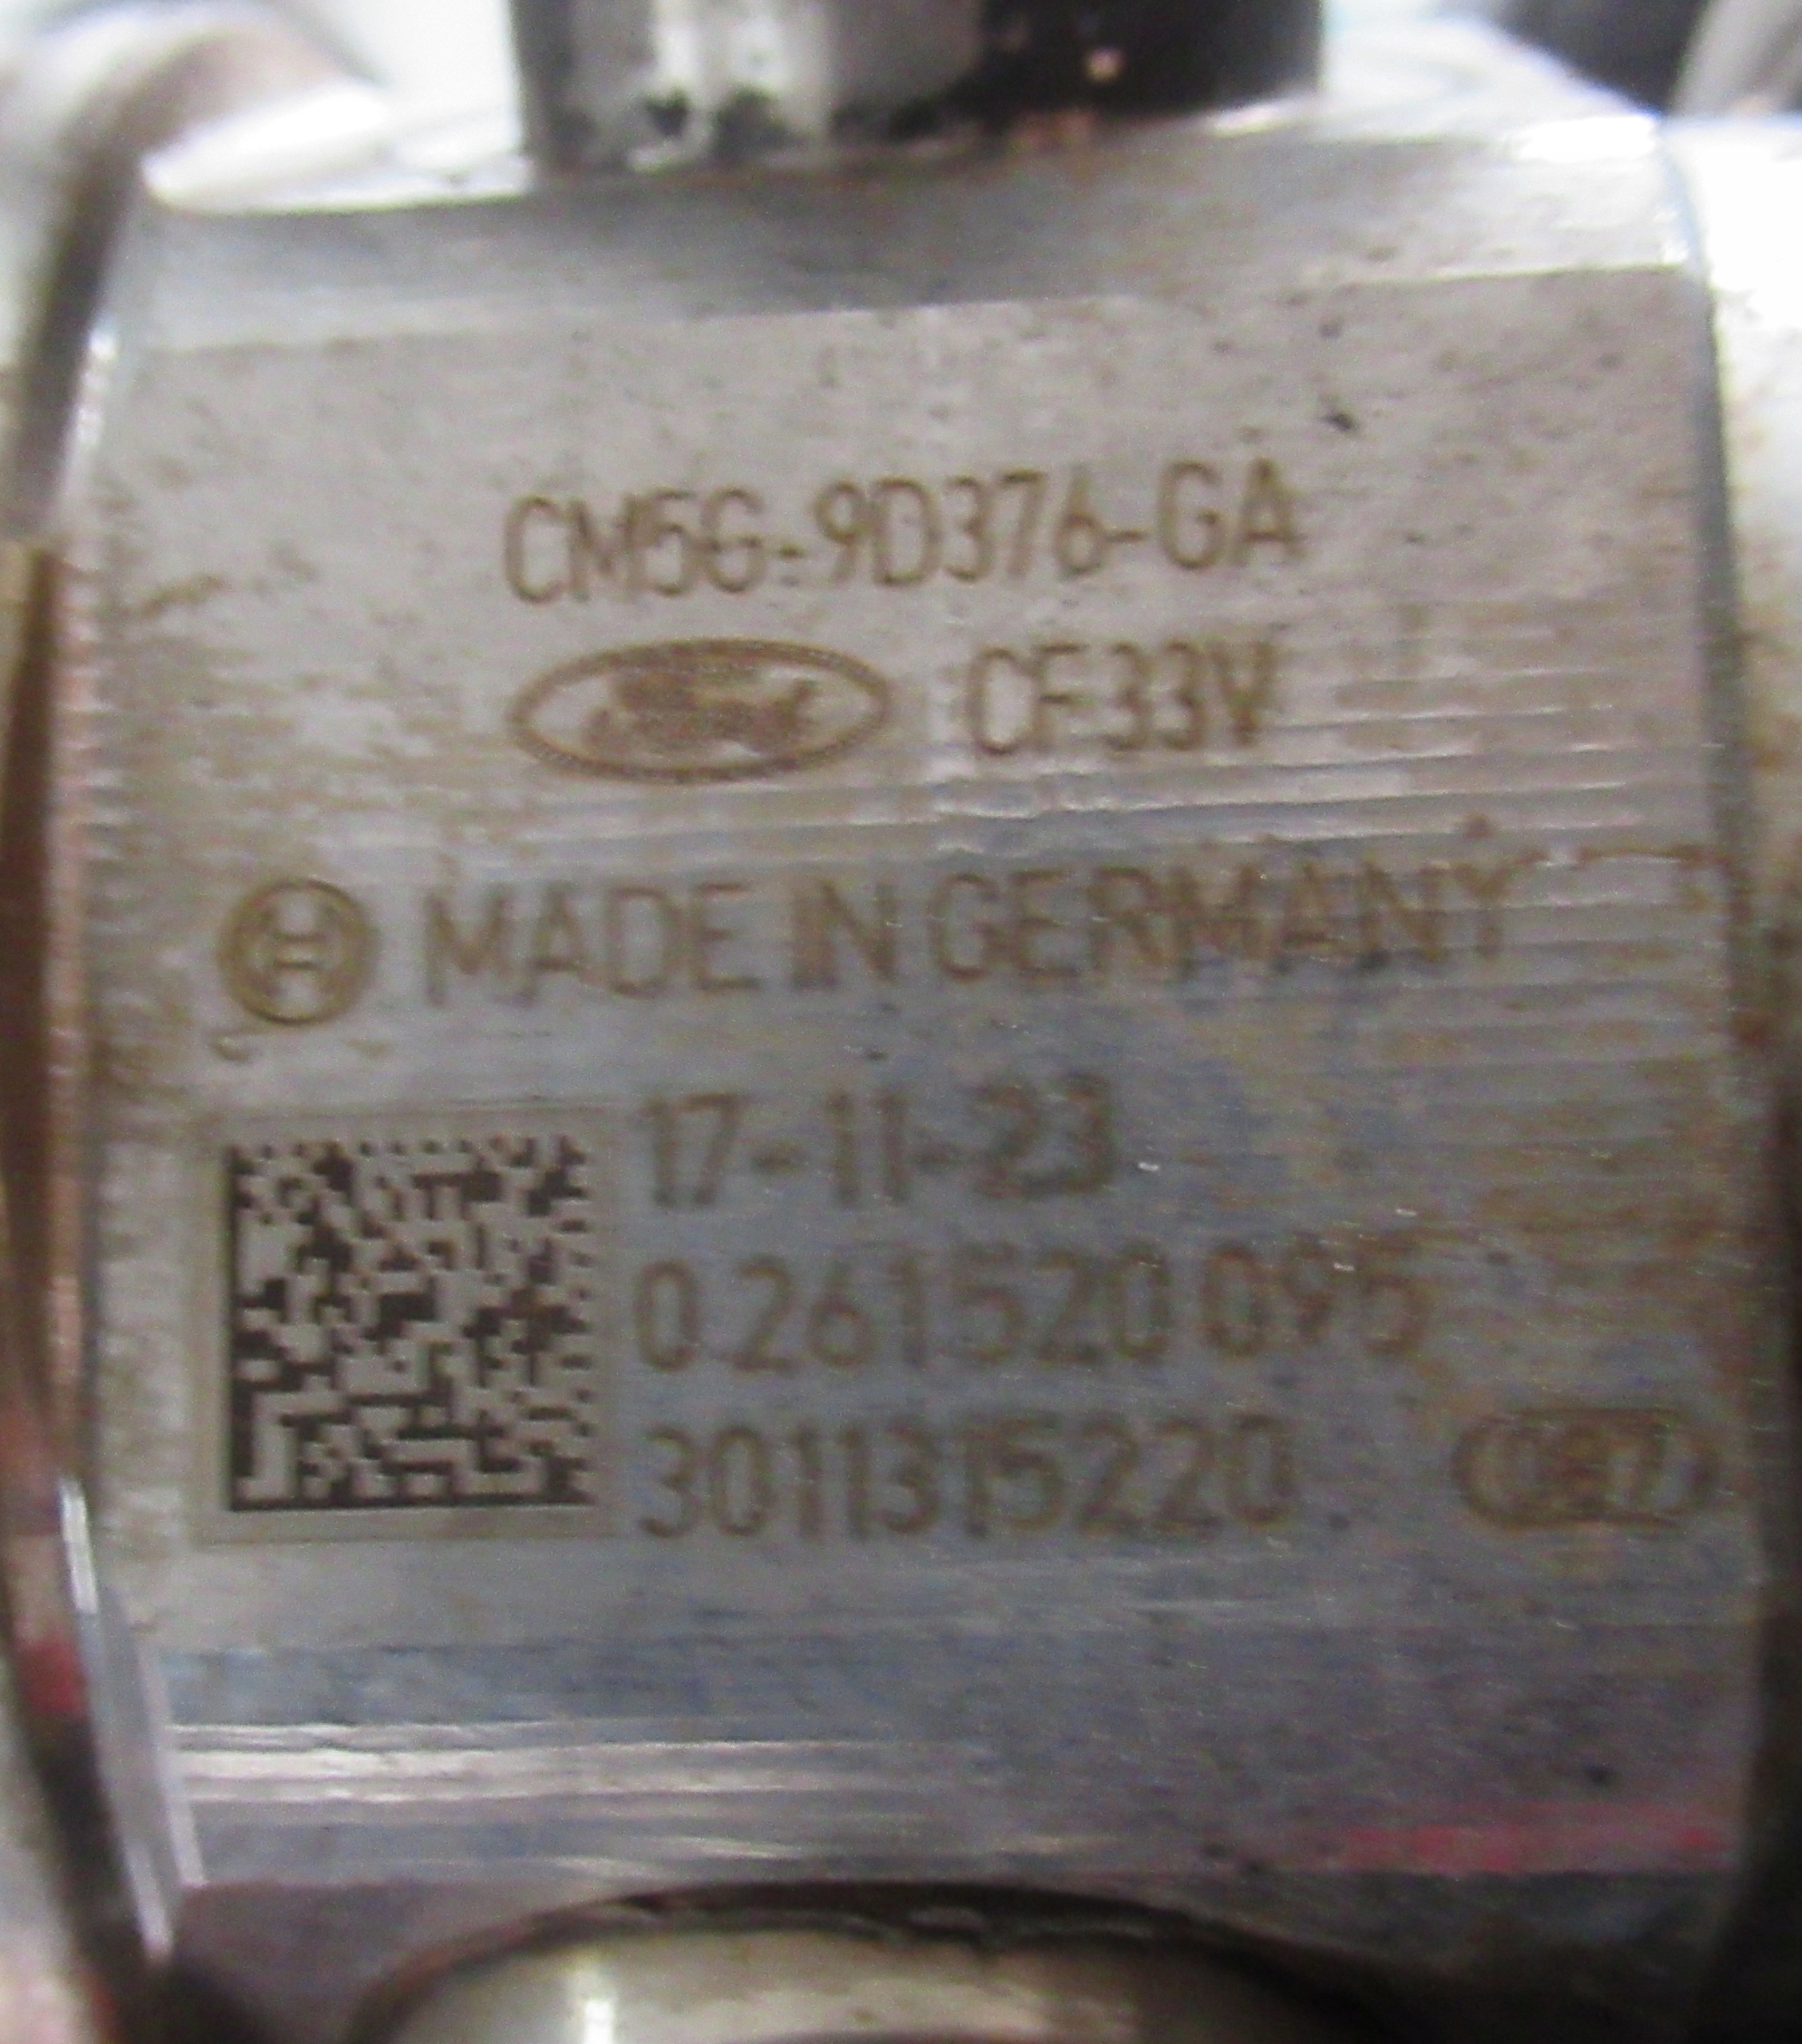 CM5G-9D376-GA
CF33V
MADE IN GERMANY
17-11-23
0 261 520 095
3011315220